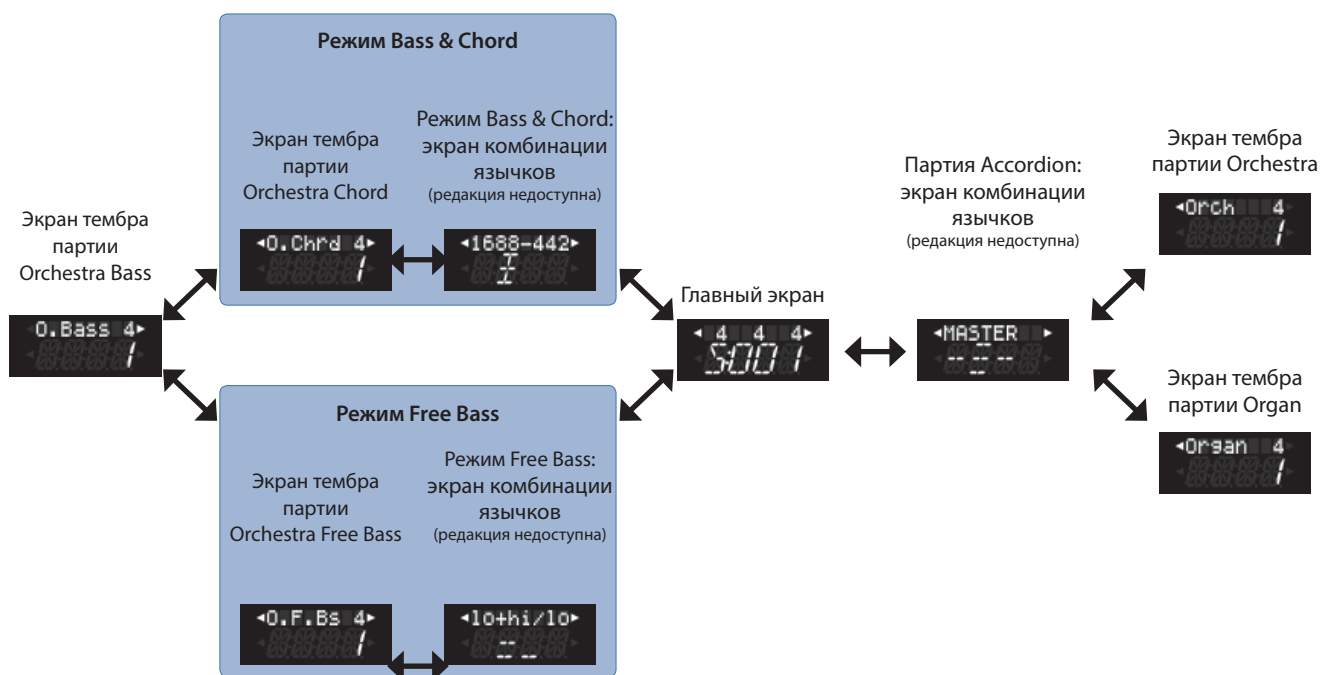 Режим Bass & Chord
Экран тембра
партии
Orchestra Chord
Режим Bass & Chord:
экран комбинации
язычков
(редакция недоступна)
◂O.Chrd 4▸
1
◂1688-442▸
Экран тембра
партии
Orchestra Bass
O.Bass 4▸
1
Главный экран
◂ 4 4 4▸
S:001
Партия Accordion:
экран комбинации
язычков
(редакция недоступна)
◂MASTER ▸
Экран тембра
партии Orchestra
◂Orch 4
1
Экран тембра
партии Organ
◂Organ 4
1
Режим Free Bass
Экран тембра
партии
Orchestra Free Bass
Режим Free Bass:
экран комбинации
язычков
(редакция недоступна)
◂O.F.Bs 4▸
1
◂lo+hi/lo▸